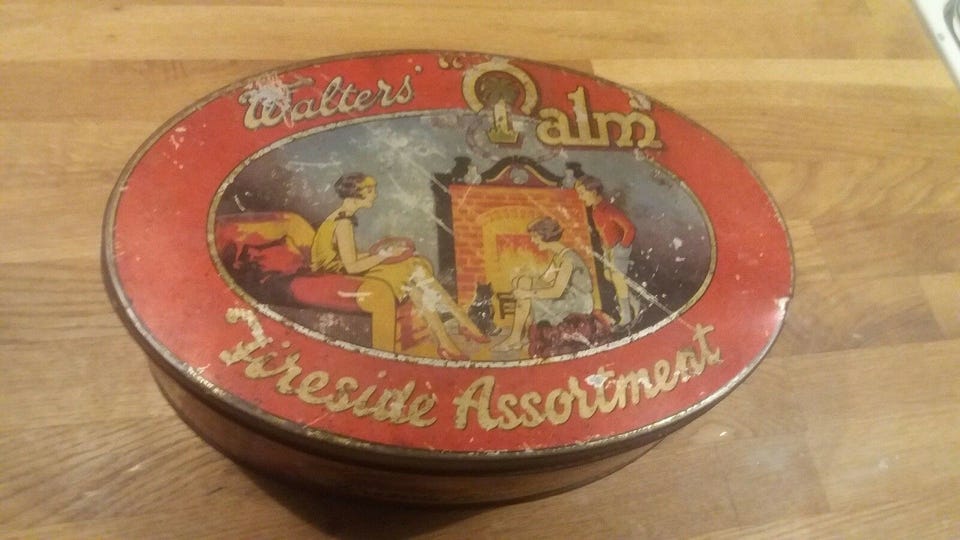 Walters' "Palm"
Fireside Assortment